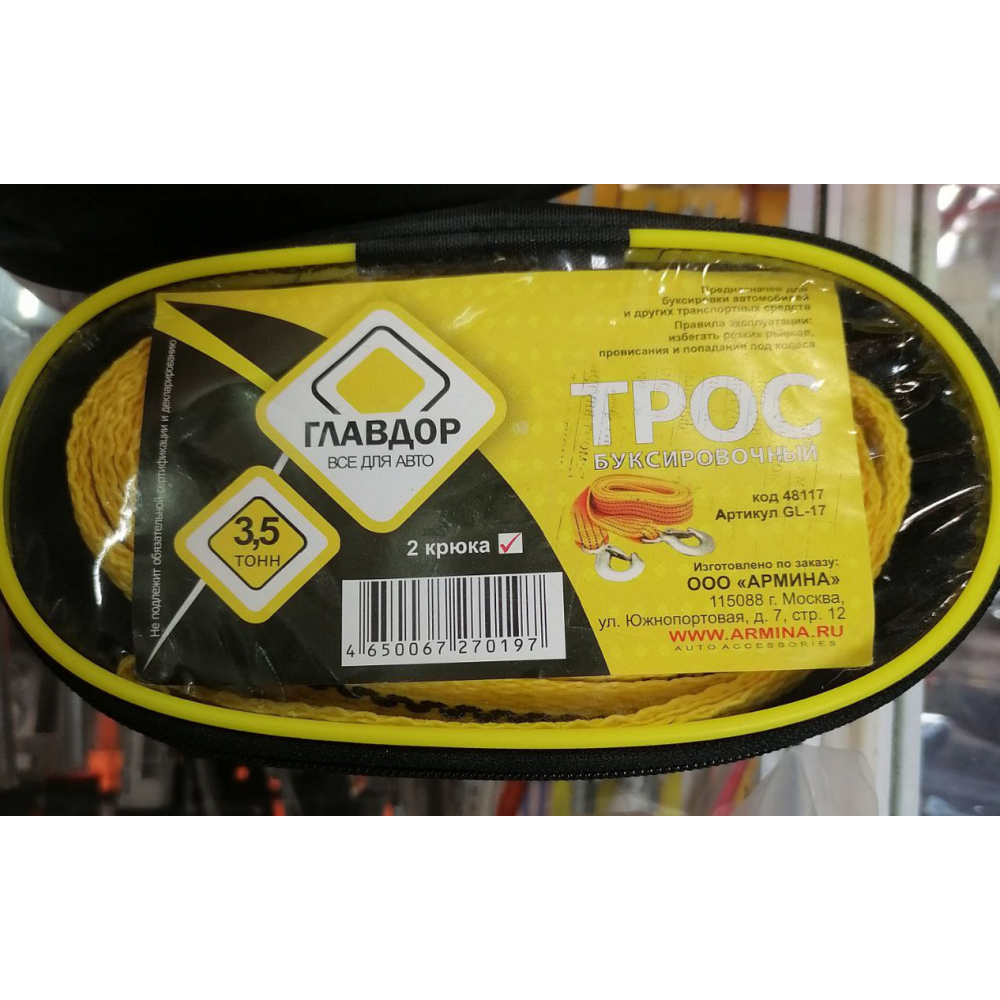 Предназначен для
буксировки автомобилей
и других транспортных средств
Правила эксплуатации:
избегать резких рывков,
провисания и попадания под колеса
ТРОС
БУКСИРОВОЧНЫЙ
код 48117
Артикул GL-17
ГЛАВДОР
ВСЕ ДЛЯ АВТО
3,5
ТОНН
2 крюка
Не подлежит обязательной сертификации и декларированию
4 650067 270197
Изготовлено по заказу:
ООО «АРМИНА»
115088 г. Москва,
ул. Южнопортовая, д. 7, стр. 12
WWW.ARMINA.RU
AUTO ACCESSORIES